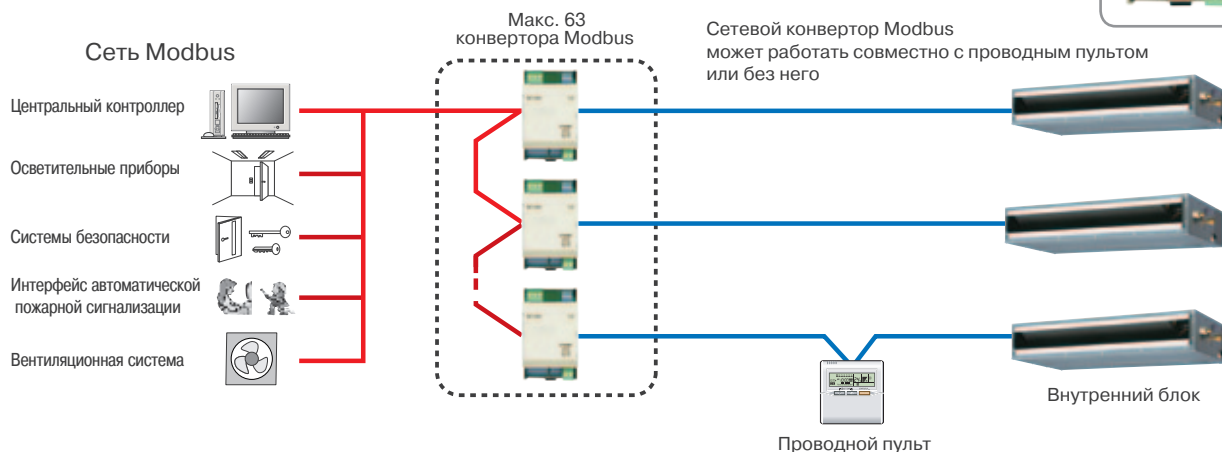 Макс. 63
конвертора Modbus
Сеть Modbus
Сетевой конвертор Modbus
может работать совместно с проводным пультом
или без него
Центральный контроллер
Осветительные приборы
Системы безопасности
Интерфейс автоматической
пожарной сигнализации
Вентиляционная система
Внутренний блок
Проводной пульт